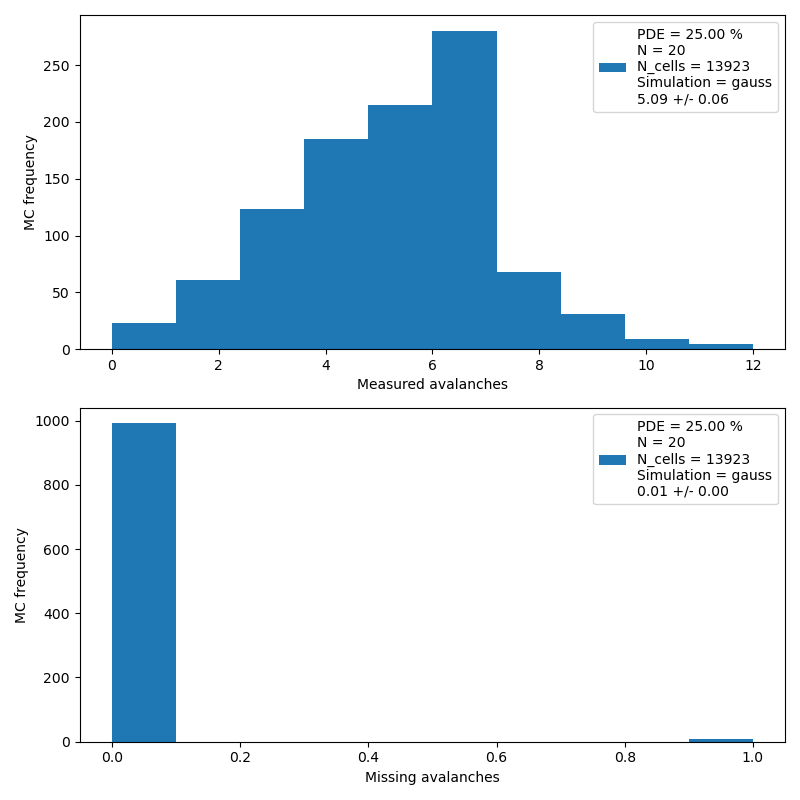 PDE = 25.00 %
N = 20
N_cells = 13923
Simulation = gauss
5.09 +/- 0.06
MC frequency
250
200
150
100
50
0
0 2 4 6 8 10 12
Measured avalanches
PDE = 25.00 %
N = 20
N_cells = 13923
Simulation = gauss
0.01 +/- 0.00
MC frequency
1000
800
600
400
200
0
0.0 0.2 0.4 0.6 0.8 1.0
Missing avalanches